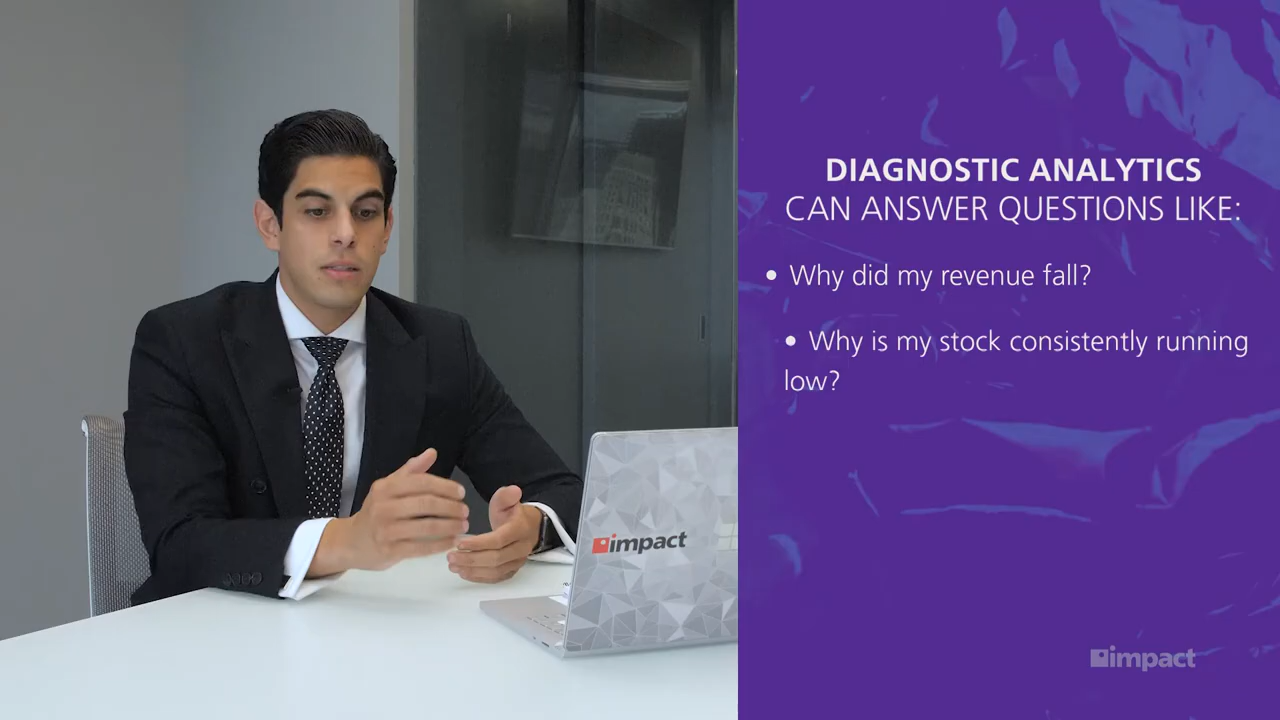 DIAGNOSTIC ANALYTICS
CAN ANSWER QUESTIONS LIKE:
• Why did my revenue fall?
• Why is my stock consistently running
low?
impact
impact